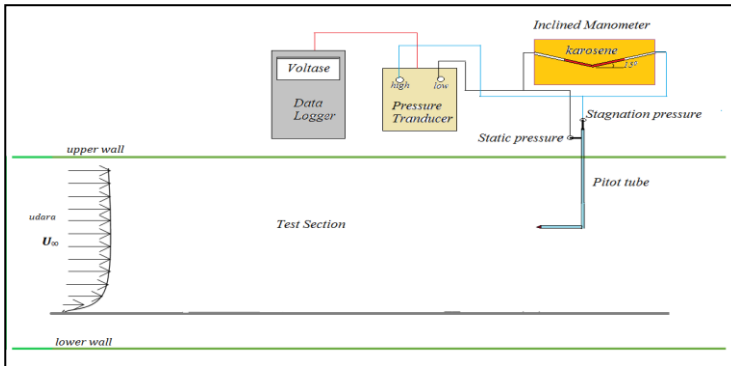 Inclined Manometer
karosene
15º
Voltase
Data
Logger
high
low
Pressure
Tranducer
Stagnation pressure
Static pressure
upper wall
Pitot tube
udara
U∞
Test Section
lower wall